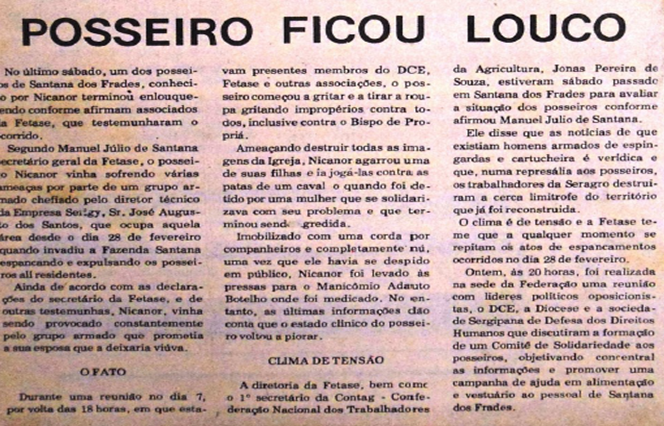 POSSEIRO FICOU LOUCO
No último sábado, um dos possei-
s de Santana dos Frades, conheci-
o por Nicanor terminou enlouque-
endo conforme afirmam associados
a Fetase, que testemunharam o
corrido.
Segundo Manuel Júlio de Santana
secretário geral da Fetase, o possei-
o Nicanor vinha sofrendo várias
ameaças por parte de um grupo ar-
mado chefiado pelo diretor técnico
da Empresa Sergy, Sr. José Augus-
to dos Santos, que ocupa aquela
área desde o dia 28 de fevereiro
quando invadiu a Fazenda Santana
espancando e expulsando os possei-
ros ali residentes.
Ainda de acordo com as declara-
ções do secretário da Fetase, e de
outras testemunhas, Nicanor, vinha
sendo provocado constantemente
pelo grupo armado que prometia
a sua esposa que a deixaria viúva.
O FATO
Durante uma reunião no dia 7,
por volta das 18 horas, em que esta-
vam presentes membros do DCE,
Fetase e outras associações, o pos-
seiro começou a gritar e a tirar a rou-
pa gritando impropérios contra to-
dos, inclusive contra o Bispo de Pro-
priá.
Ameaçando destruir todas as ima-
gens da Igreja, Nicanor agarrou uma
de suas filhas e ia jogá-las contra as
patas de um caval o quando foi de-
tido por uma mulher que se solidari-
zava com seu problema e que ter-
minou send gredida.
Imobilizado com uma corda por
companheiros e completamente nú,
uma vez que ele havia se despido
em público, Nicanor foi levado às
pressas para o Manicômio Adauto
Botelho onde foi medicado. No en-
tanto, as últimas informações dão
conta que o estado clinico do possei-
ro voltou a piorar.
CLIMA DE TENSÃO
A diretoria da Fetase, bem como
o 1º secretário da Contag - Confe-
deração Nacional dos Trabalhadores
da Agricultura, Jonas Pereira de
Souza, estiveram sábado passado
em Santana dos Frades para avaliar
a situação dos posseiros conforme
afirmou Manuel Julio de Santana.
Ele disse que as notícias de que
existiam homens armados de espin-
gardas e cartucheira é verídica e
que, numa represália aos posseiros,
os trabalhadores da Seragro destrui-
ram a cerca limitrofe do território
que já foi reconstruida.
O clima é de tensão e a Fetase te-
me que a qualquer momento se
repitam os atos de espancamentos
ocorridos no dia 28 de fevereiro.
Ontem, às 20 horas, foi realizada
na sede da Federação uma reunião
com lideres politicos oposicionis-
tas, o DCE, a Diocese e a socieda-
de Sergipana de Defesa dos Direitos
Humanos que discutiram a formação
de um Comitê de Solidariedade aos
posseiros, objetivando concentral
as informações e promover uma
campanha de ajuda em alimentação
e vestuário ao pessoal de Santana
dos Frades.